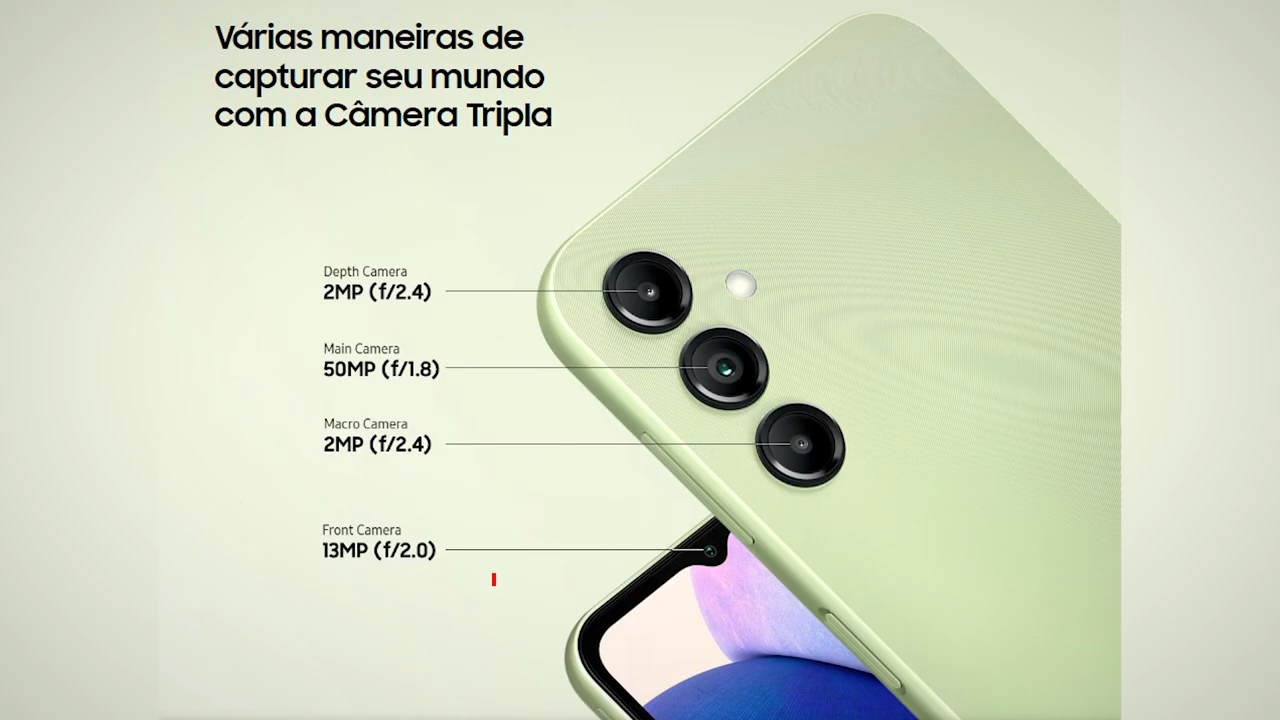 Várias maneiras de
capturar seu mundo
com a Câmera Tripla
Depth Camera
2MP (f/2.4)
Main Camera
50MP (f/1.8)
Macro Camera
2MP (f/2.4)
Front Camera
13MP (f/2.0)